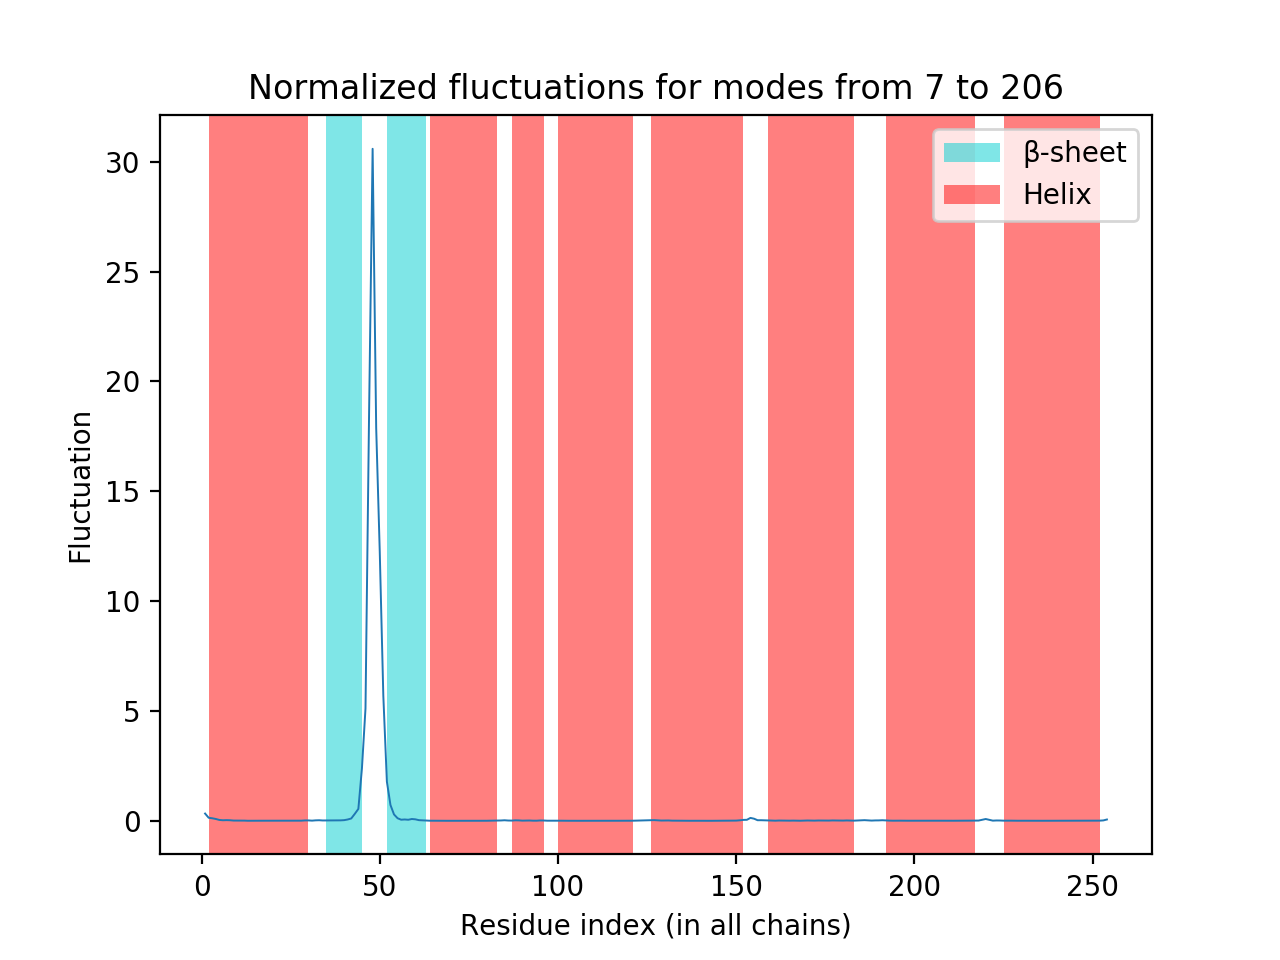 Normalized fluctuations for modes from 7 to 206
β-sheet
Helix
30
25
20
15
10
5
0
Fluctuation
0 50 100 150 200 250
Residue index (in all chains)